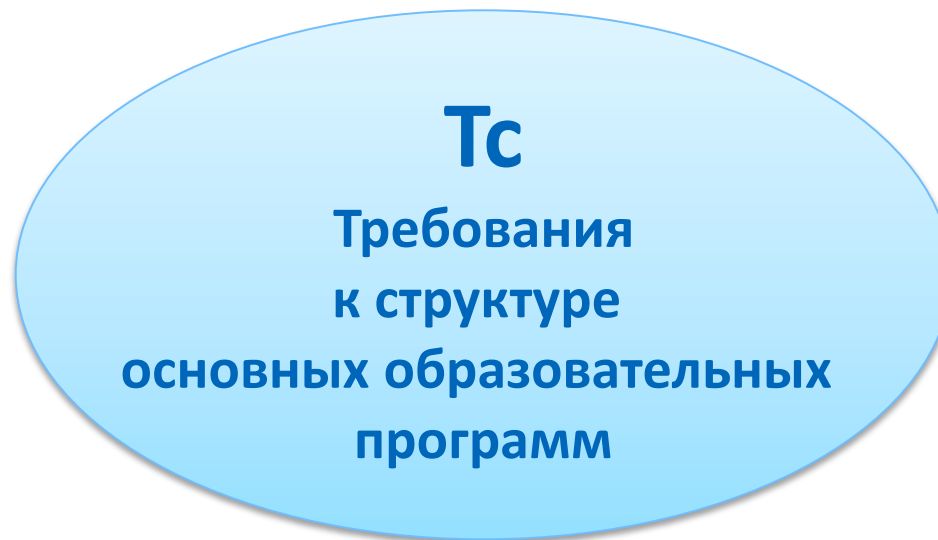 Тс
Требования
к структуре
основных образовательных
программ